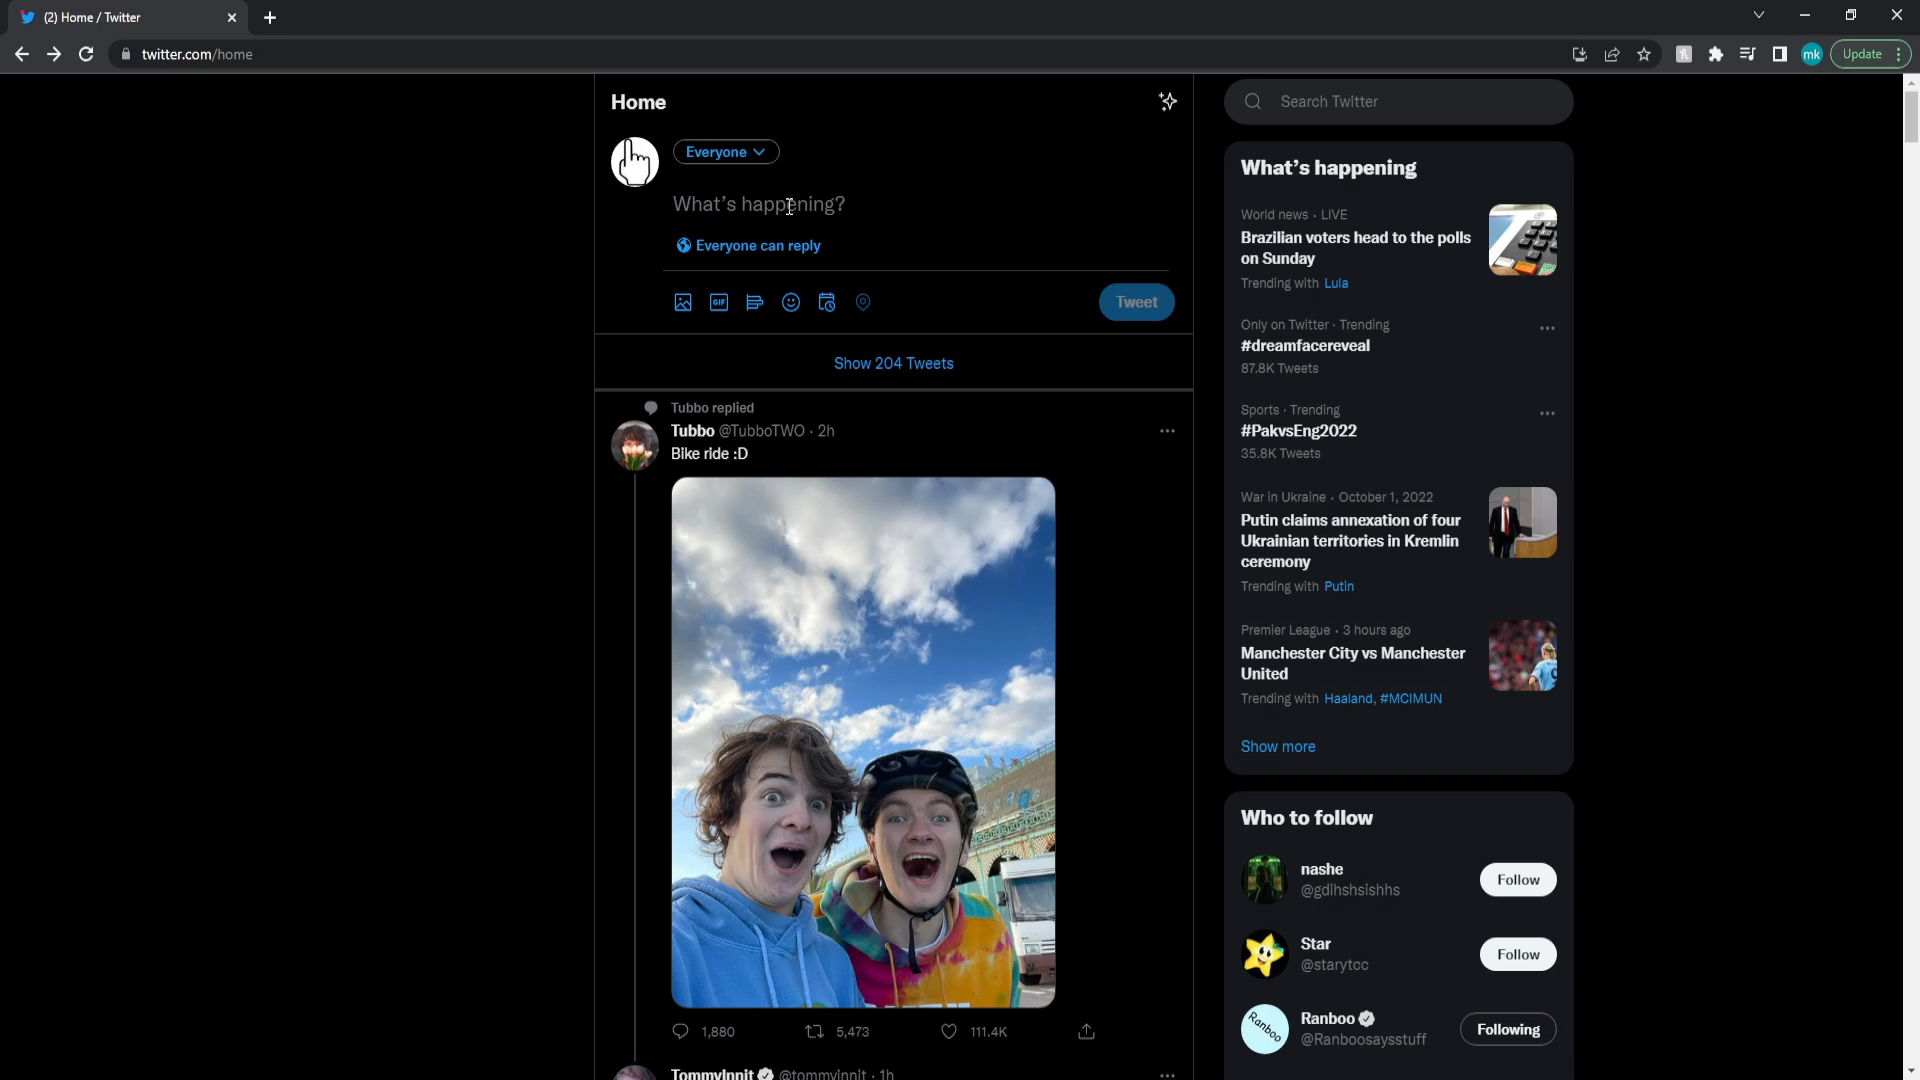 (2) Home / Twitter
twitter.com/home
mk
Update
Home
Everyone
What's happening?
Everyone can reply
GIF
Tweet
Show 204 Tweets
Tubbo replied
Tubbo @TubboTWO · 2h
Bike ride :D
1,880
5,473
111.4K
TommyInnit @tommyinnit · 1h
Search Twitter
What's happening
World news · LIVE
Brazilian voters head to the polls
on Sunday
Trending with Lula
Only on Twitter · Trending
#dreamfacereveal
87.8K Tweets
Sports · Trending
#PakvsEng2022
35.8K Tweets
War in Ukraine · October 1, 2022
Putin claims annexation of four
Ukrainian territories in Kremlin
ceremony
Trending with Putin
Premier League · 3 hours ago
Manchester City vs Manchester
United
Trending with Haaland, #MCIMUN
Show more
Who to follow
nashe
@gdihshsishhs
Follow
Star
@starytcc
Follow
Ranboo
Ranboo
@Ranboosaysstuff
Following